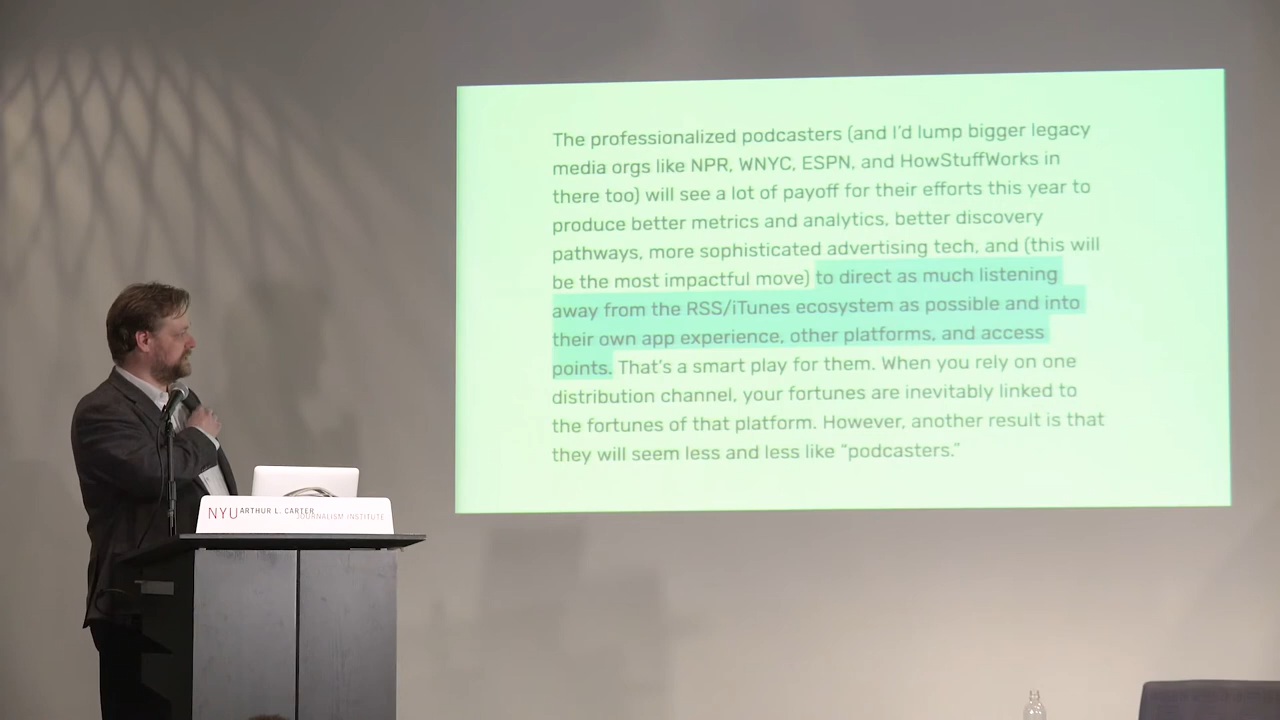 The professionalized podcasters (and I'd lump bigger legacy
media orgs like NPR, WNYC, ESPN, and HowStuffWorks in
there too) will see a lot of payoff for their efforts this year to
produce better metrics and analytics, better discovery
pathways, more sophisticated advertising tech, and (this will
be the most impactful move) to direct as much listening
away from the RSS/iTunes ecosystem as possible and into
their own app experience, other platforms, and access
points. That's a smart play for them. When you rely on one
distribution channel, your fortunes are inevitably linked to
the fortunes of that platform. However, another result is that
they will seem less and less like “podcasters.”
NYU ARTHUR L. CARTER
JOURNALISM INSTITUTE